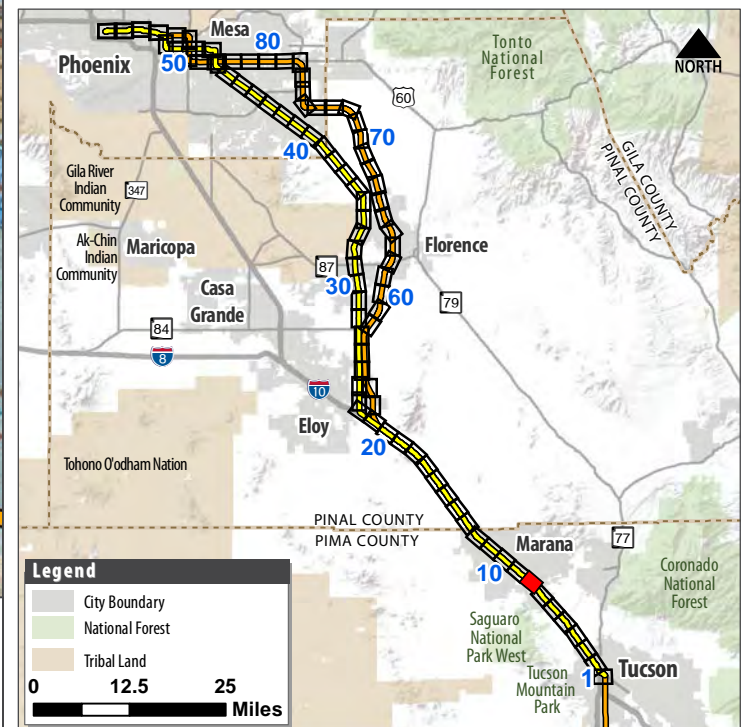 Mesa
80
Tonto
National
Forest
NORTH
Phoenix
50
60
70
40
GILA COUNTY
PINAL COUNTY
Gila River
Indian
Community
347
Ak-Chin
Indian
Community
Maricopa
Florence
87
30
60
Casa
Grande
79
84
8
10
Eloy
20
Tohono O'odham Nation
PINAL COUNTY
PIMA COUNTY
Marana
77
10
Coronado
National
Forest
Saguaro
National
Park West
Tucson
Mountain
Park
1
Tucson
Legend
City Boundary
National Forest
Tribal Land
0 12.5 25
Miles